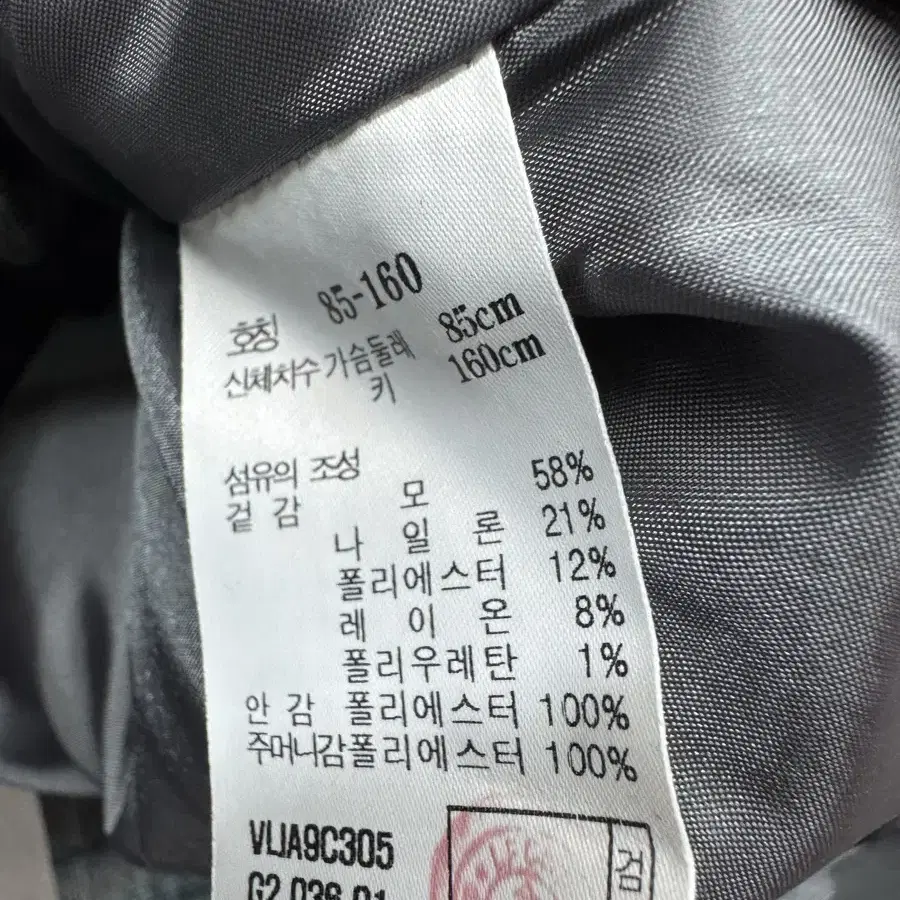 호칭 85-160
신체치수 가슴둘레 85cm
키 160cm
섬유의 조성
겉 감 모 58%
나 일 론 21%
폴리에스터 12%
레 이 온 8%
폴리우레탄 1%
안 감 폴리에스터 100%
주머니감폴리에스터 100%
VLJA9C305
검